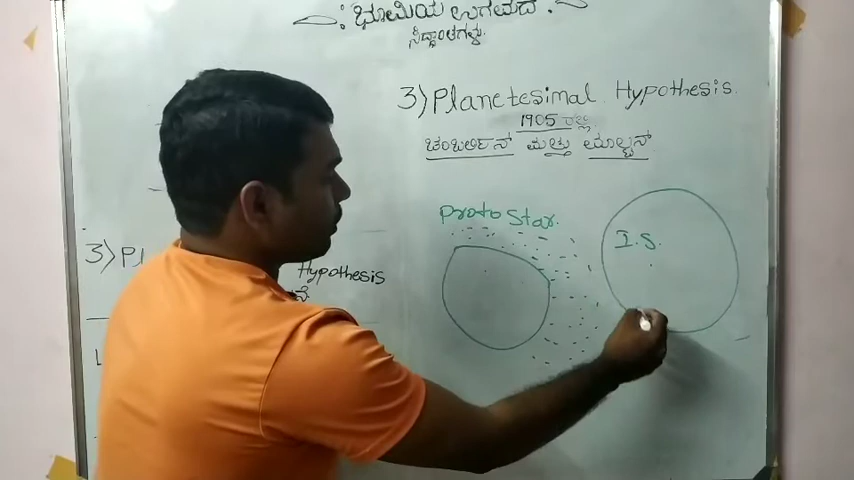 : ಭೂಮಿಯ ಉಗಮದ :
ಸಿದ್ಧಾಂತಗಳು.
3) Planetesimal Hypothesis.
1905 ರಲ್ಲಿ
ಚಂಬರ್ಲಿನ್ ಮತ್ತು ಮೋಲ್ಟನ್
Proto Star.
I.S.
3) Pl
Hypothesis